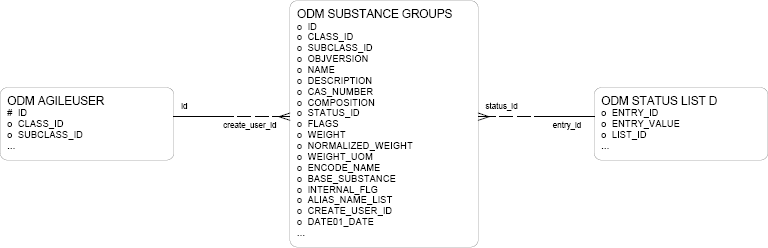 ODM AGILEUSER
# ID
o CLASS_ID
o SUBCLASS_ID
...
id
create_user_id
ODM SUBSTANCE GROUPS
o ID
o CLASS_ID
o SUBCLASS_ID
o OBJVERSION
o NAME
o DESCRIPTION
o CAS_NUMBER
o COMPOSITION
o STATUS_ID
o FLAGS
o WEIGHT
o NORMALIZED_WEIGHT
o WEIGHT_UOM
o ENCODE_NAME
o BASE_SUBSTANCE
o INTERNAL_FLG
o ALIAS_NAME_LIST
o CREATE_USER_ID
o DATE01_DATE
...
status_id
entry_id
ODM STATUS LIST D
o ENTRY_ID
o ENTRY_VALUE
o LIST_ID
...